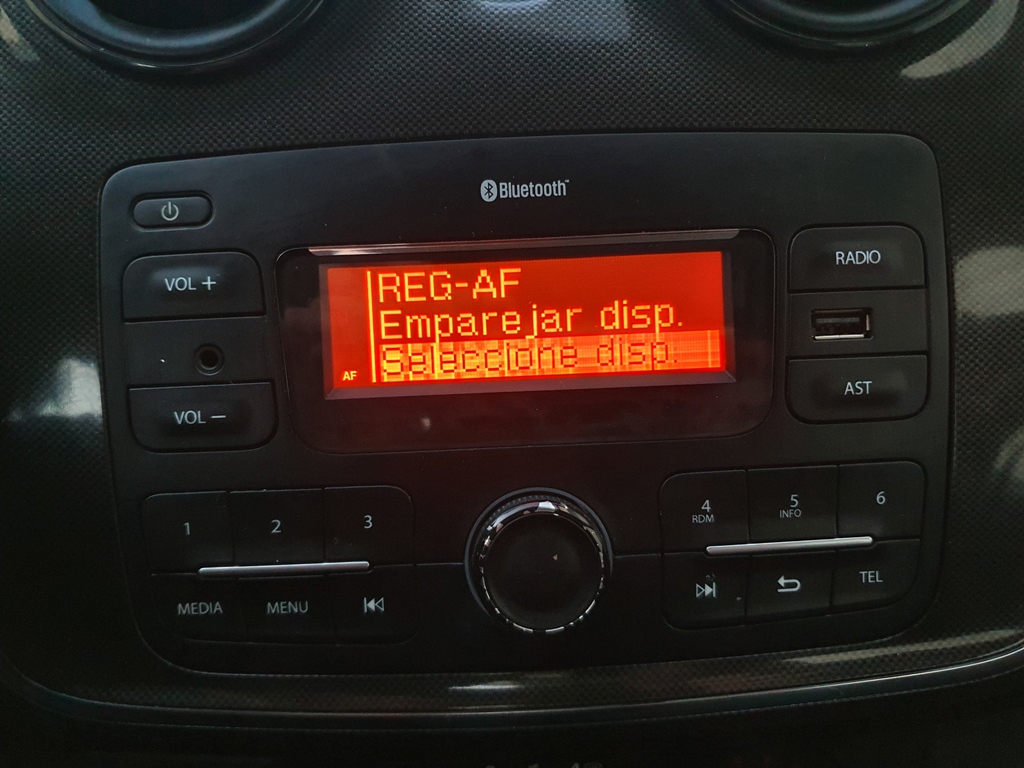 Bluetooth™
VOL +
RADIO
REG-AF
Emparejar disp.
Seleccione disp.
AF
VOL −
AST
1
2
3
4
RDM
5
INFO
6
MEDIA
MENU
TEL